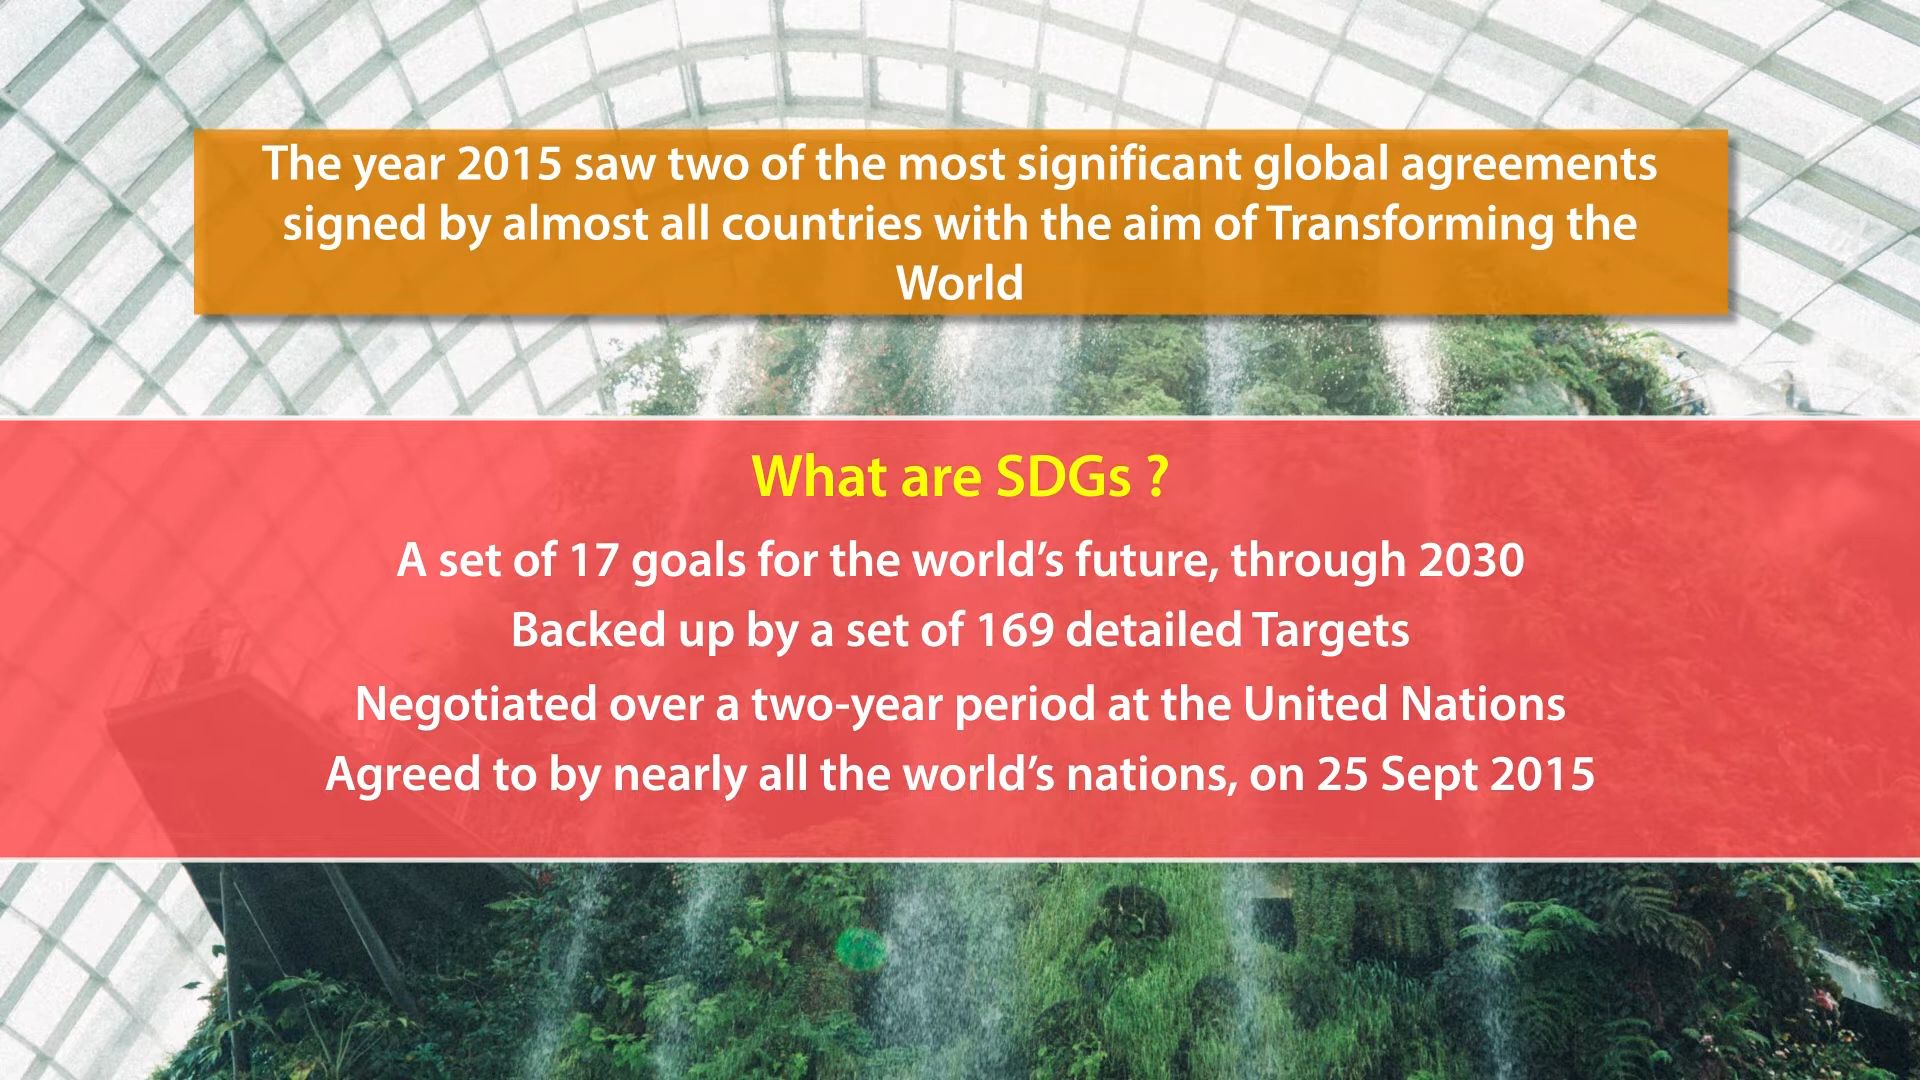 The year 2015 saw two of the most significant global agreements
signed by almost all countries with the aim of Transforming the
World
What are SDGs ?
A set of 17 goals for the world’s future, through 2030
Backed up by a set of 169 detailed Targets
Negotiated over a two-year period at the United Nations
Agreed to by nearly all the world’s nations, on 25 Sept 2015